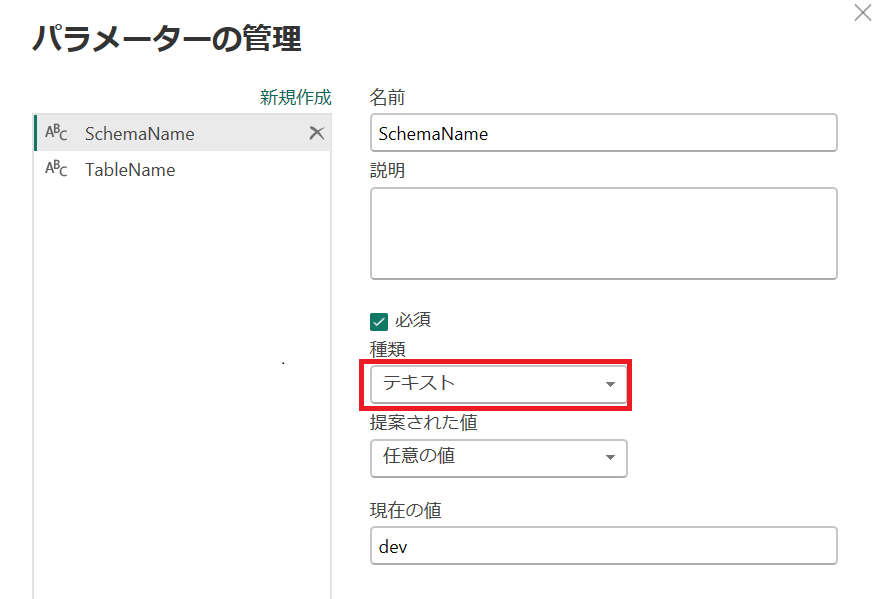 パラメーターの管理
新規作成
ABC SchemaName
ABC TableName
名前
SchemaName
説明
必須
種類
テキスト
提案された値
任意の値
現在の値
dev